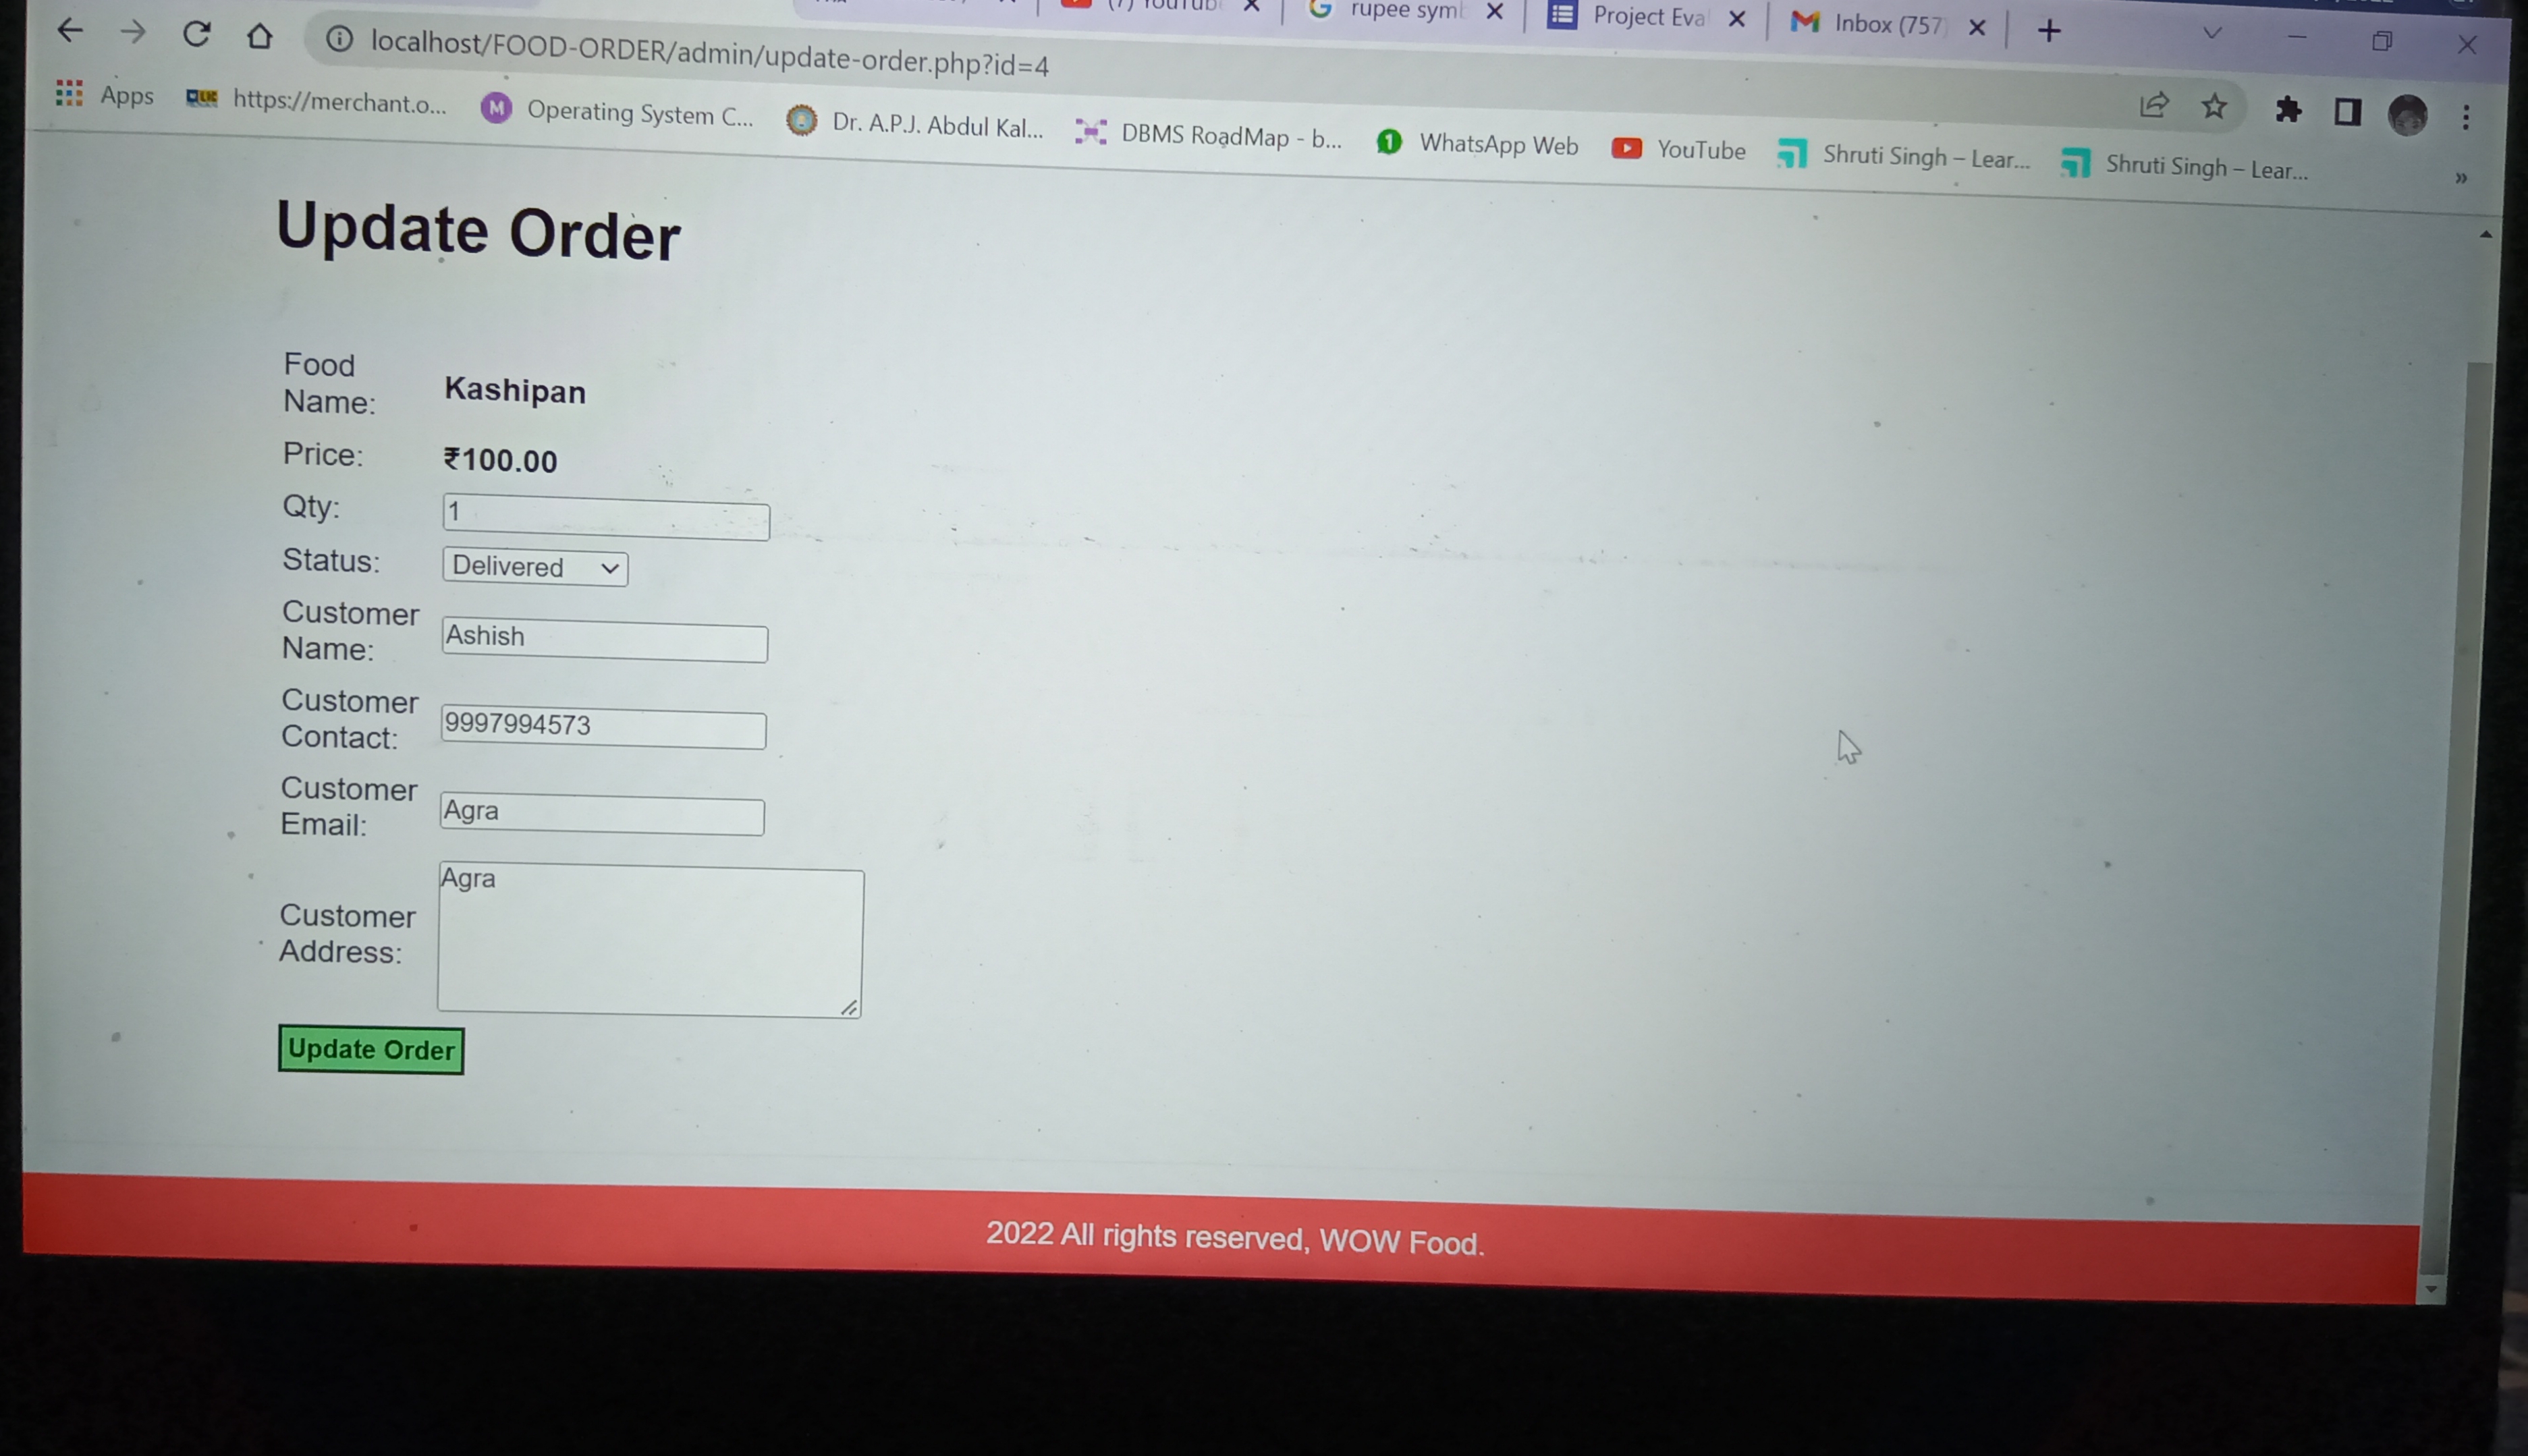 rupee sym
Project Eva
Inbox (757
localhost/FOOD-ORDER/admin/update-order.php?id=4
Apps
https://merchant.o...
M
Operating System C...
Dr. A.P.J. Abdul Kal...
DBMS RoadMap - b...
1
WhatsApp Web
YouTube
Shruti Singh – Lear...
Shruti Singh – Lear...
»
Update Order
Food
Name:
Kashipan
Price:
₹100.00
Qty:
1
Status:
Delivered
Customer
Name:
Ashish
Customer
Contact:
9997994573
Customer
Email:
Agra
Customer
Address:
Agra
Update Order
2022 All rights reserved, WOW Food.